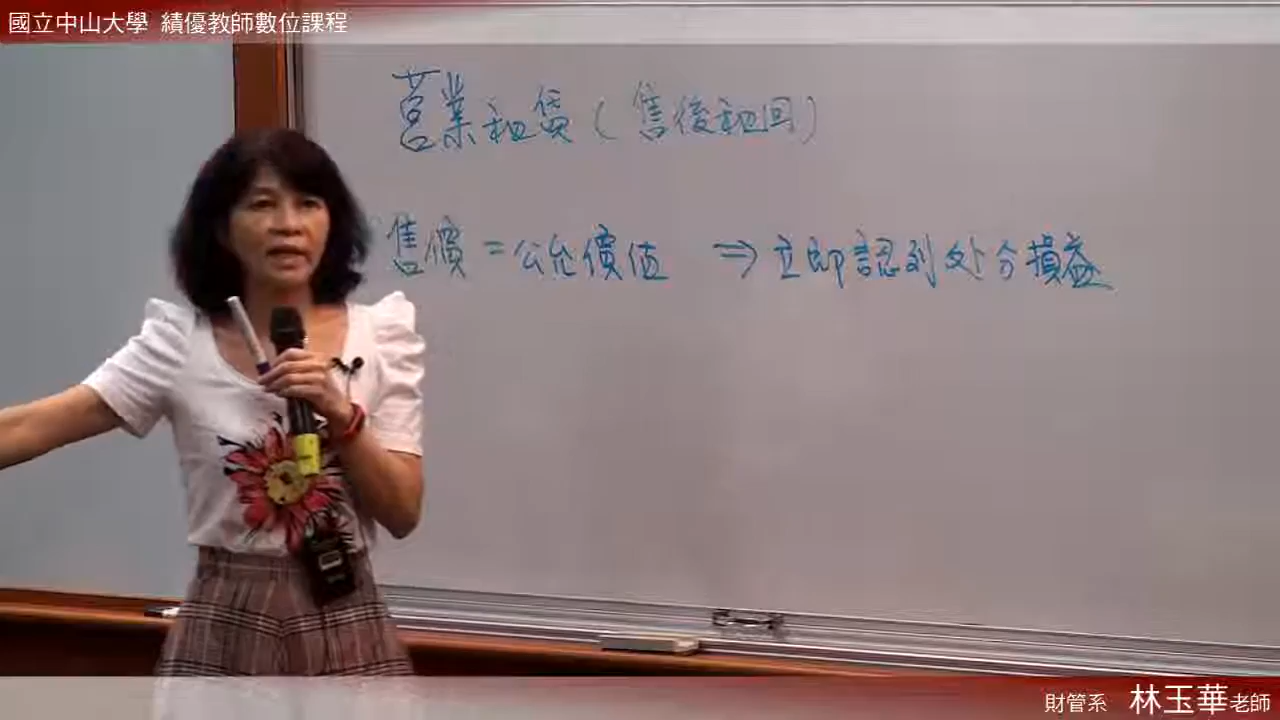 國立中山大學 績優教師數位課程
營業租賃(售後租回)
售價=公允價值 ⇒ 立即認列处分損益
財管系 林玉華老師